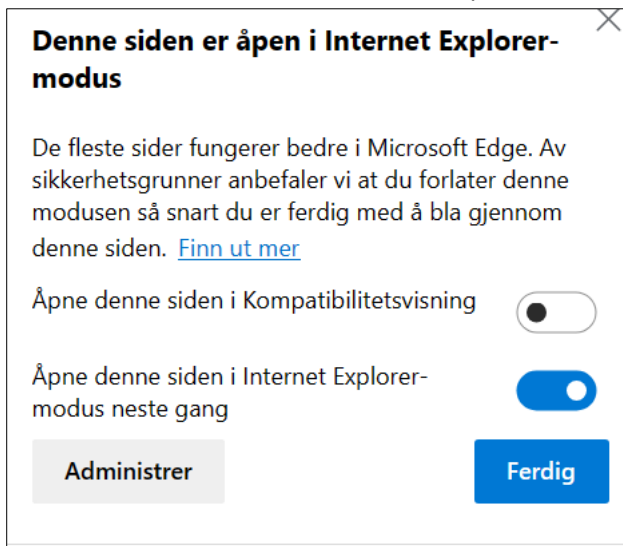 Denne siden er åpen i Internet Explorer-
modus
De fleste sider fungerer bedre i Microsoft Edge. Av
sikkerhetsgrunner anbefaler vi at du forlater denne
modusen så snart du er ferdig med å bla gjennom
denne siden. Finn ut mer
Åpne denne siden i Kompatibilitetsvisning
Åpne denne siden i Internet Explorer-
modus neste gang
Administrer
Ferdig